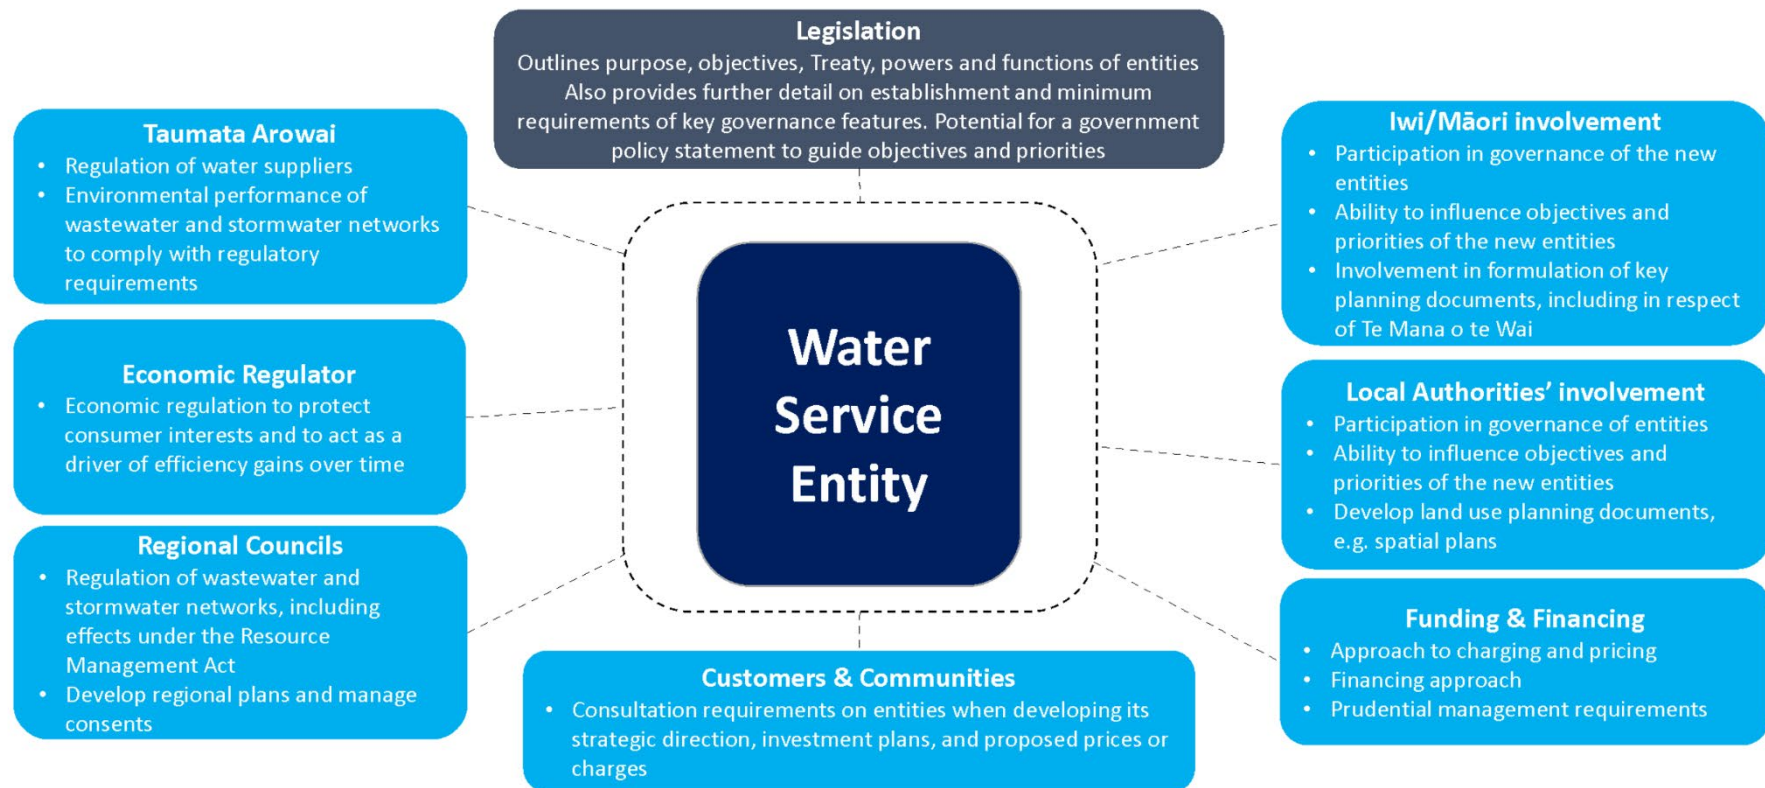 Legislation
Outlines purpose, objectives, Treaty, powers and functions of entities
Also provides further detail on establishment and minimum
requirements of key governance features. Potential for a government
policy statement to guide objectives and priorities
Taumata Arowai
• Regulation of water suppliers
• Environmental performance of
wastewater and stormwater networks
to comply with regulatory
requirements
Economic Regulator
• Economic regulation to protect
consumer interests and to act as a
driver of efficiency gains over time
Regional Councils
• Regulation of wastewater and
stormwater networks, including
effects under the Resource
Management Act
• Develop regional plans and manage
consents
Water
Service
Entity
Customers & Communities
• Consultation requirements on entities when developing its
strategic direction, investment plans, and proposed prices or
charges
Iwi/Māori involvement
• Participation in governance of the new
entities
• Ability to influence objectives and
priorities of the new entities
• Involvement in formulation of key
planning documents, including in respect
of Te Mana o te Wai
Local Authorities’ involvement
• Participation in governance of entities
• Ability to influence objectives and
priorities of the new entities
• Develop land use planning documents,
e.g. spatial plans
Funding & Financing
• Approach to charging and pricing
• Financing approach
• Prudential management requirements